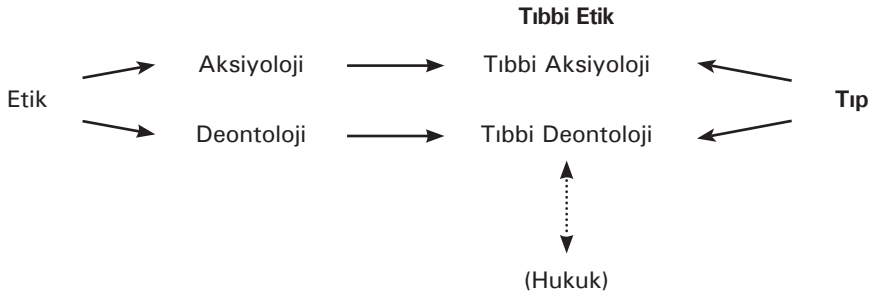 Tıbbi Etik
Aksiyoloji Tıbbi Aksiyoloji
Etik Tıp
Deontoloji Tıbbi Deontoloji
(Hukuk)